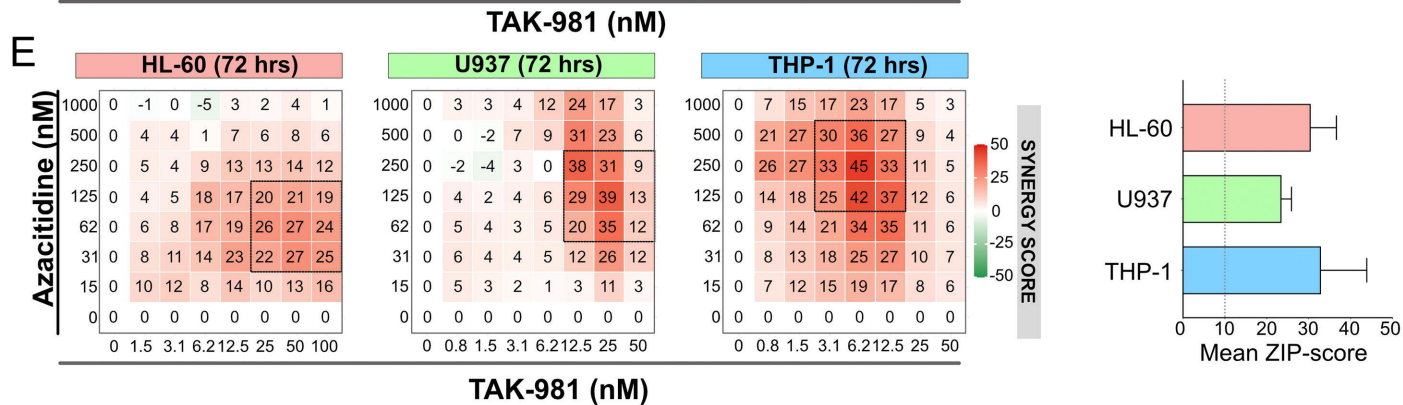 TAK-981 (nM)
E
HL-60 (72 hrs)
U937 (72 hrs)
THP-1 (72 hrs)
Azacitidine (nM)
1000 0 -1 0 -5 3 2 4 1
500 0 4 4 1 7 6 8 6
250 0 5 4 9 13 13 14 12
125 0 4 5 18 17 20 21 19
62 0 6 8 17 19 26 27 24
31 0 8 11 14 23 22 27 25
15 0 10 12 8 14 10 13 16
0 0 0 0 0 0 0 0 0
0 1.5 3.1 6.2 12.5 25 50 100
1000 0 3 3 4 12 24 17 3
500 0 0 -2 7 9 31 23 6
250 0 -2 -4 3 0 38 31 9
125 0 4 2 4 6 29 39 13
62 0 5 4 3 5 20 35 12
31 0 6 4 4 5 12 26 12
15 0 5 3 2 1 3 11 3
0 0 0 0 0 0 0 0 0
0 0.8 1.5 3.1 6.2 12.5 25 50
1000 0 7 15 17 23 17 5 3
500 0 21 27 30 36 27 9 4
250 0 26 27 33 45 33 11 5
125 0 14 18 25 42 37 12 6
62 0 9 14 21 34 35 11 6
31 0 8 13 18 25 27 10 7
15 0 7 12 15 19 17 8 6
0 0 0 0 0 0 0 0 0
0 0.8 1.5 3.1 6.2 12.5 25 50
TAK-981 (nM)
50
25
0
-25
-50
SYNERGY SCORE
HL-60
U937
THP-1
0 10 20 30 40 50
Mean ZIP-score